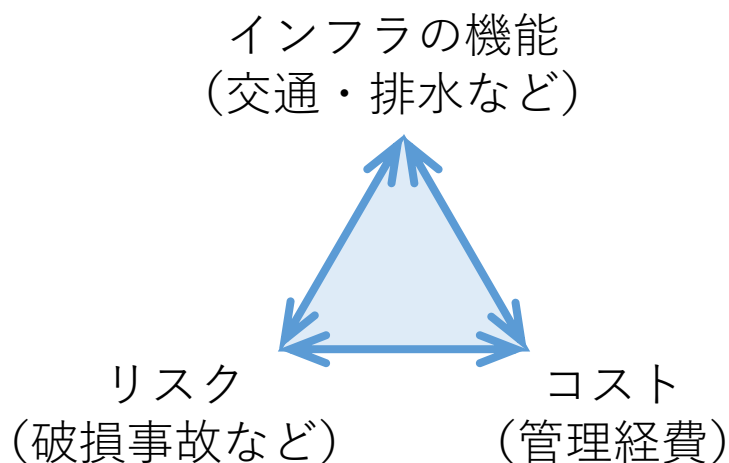 インフラの機能
（交通・排水など）
リスク
（破損事故など）
コスト
（管理経費）